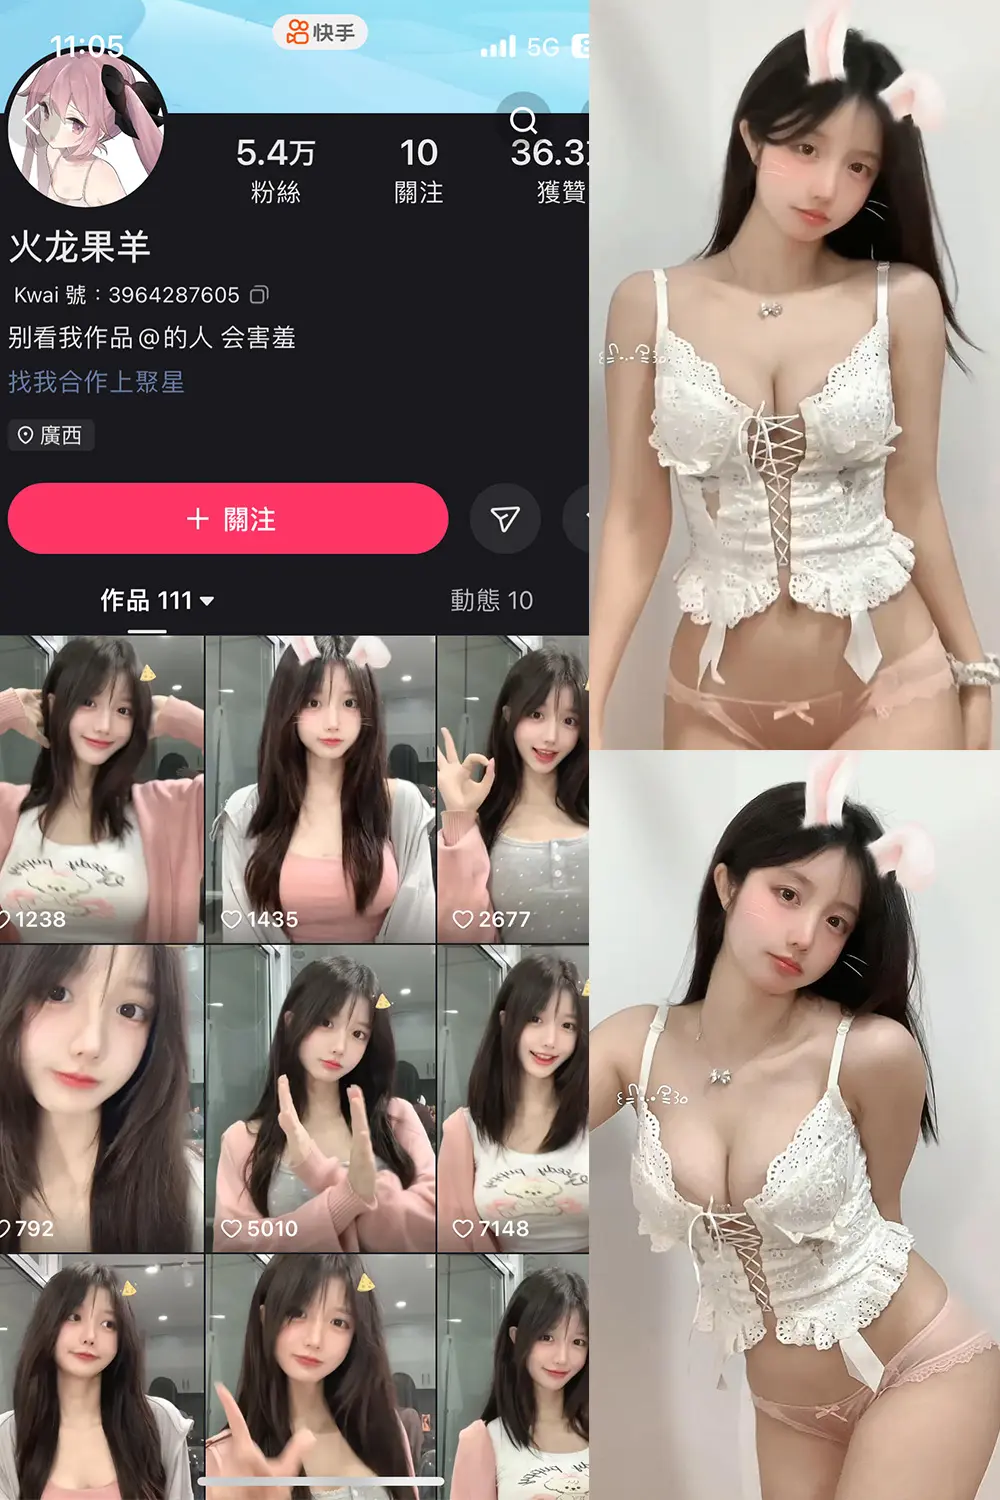 11:05
快手
5G
5.4万
10
36.3
粉絲
關注
獲贊
火龙果羊
Kwai 號：3964287605
别看我作品@的人 会害羞
找我合作上聚星
廣西
關注
作品 111
動態 10
1238
1435
2677
792
5010
7148